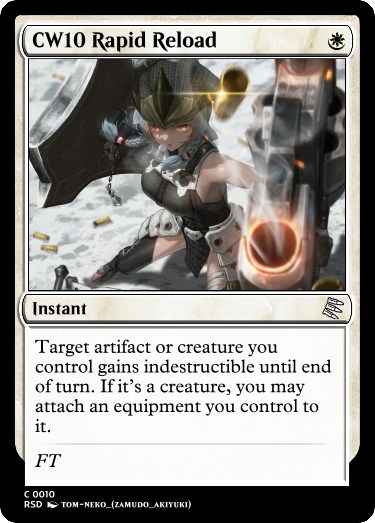 CW10 Rapid Reload
Instant
Target artifact or creature you
control gains indestructible until end
of turn. If it's a creature, you may
attach an equipment you control to
it.
FT
C 0010
RSD TOM-NEKO_(ZAMUDO_AKIYUKI)